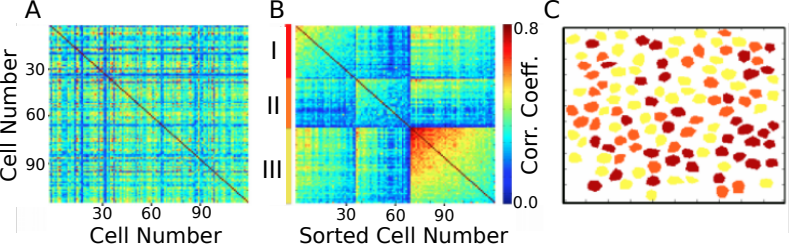 A
B
C
Cell Number
30
60
90
30 60 90
Cell Number
I
II
III
30 60 90
Sorted Cell Number
0.8
Corr. Coeff.
0.0